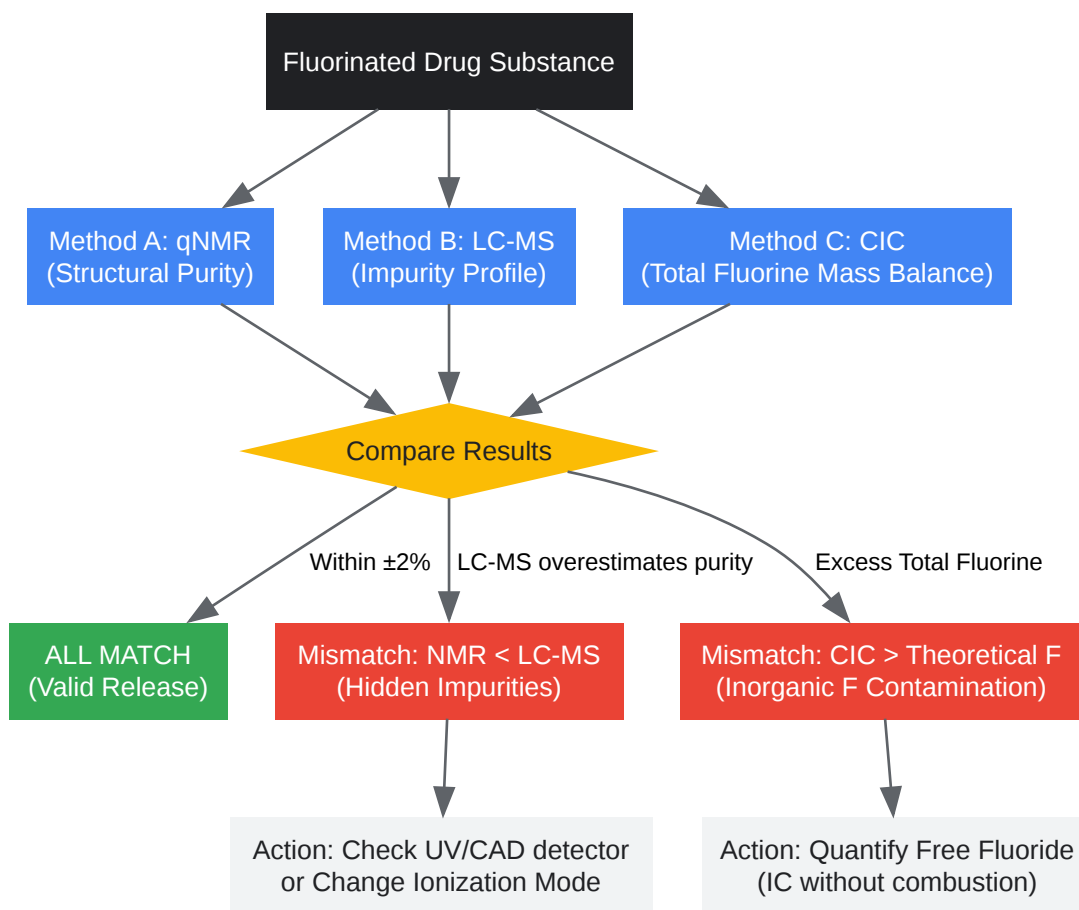 Fluorinated Drug Substance
Method A: qNMR
(Structural Purity)
Method B: LC-MS
(Impurity Profile)
Method C: CIC
(Total Fluorine Mass Balance)
Compare Results
Within ±2%
LC-MS overestimates purity
Excess Total Fluorine
ALL MATCH
(Valid Release)
Mismatch: NMR < LC-MS
(Hidden Impurities)
Mismatch: CIC > Theoretical F
(Inorganic F Contamination)
Action: Check UV/CAD detector
or Change Ionization Mode
Action: Quantify Free Fluoride
(IC without combustion)